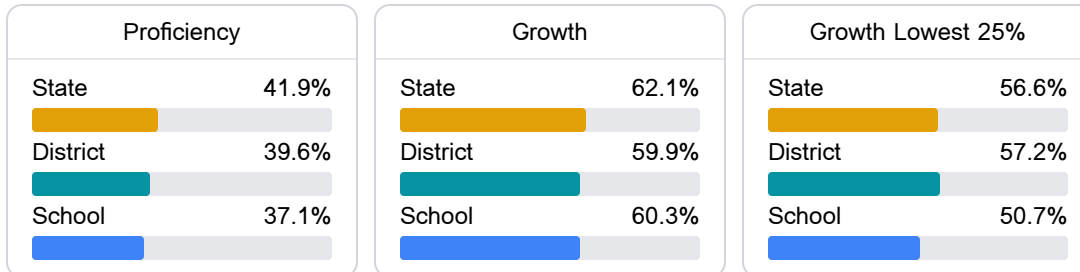 Proficiency
State 41.9%
District 39.6%
School 37.1%
Growth
State 62.1%
District 59.9%
School 60.3%
Growth Lowest 25%
State 56.6%
District 57.2%
School 50.7%